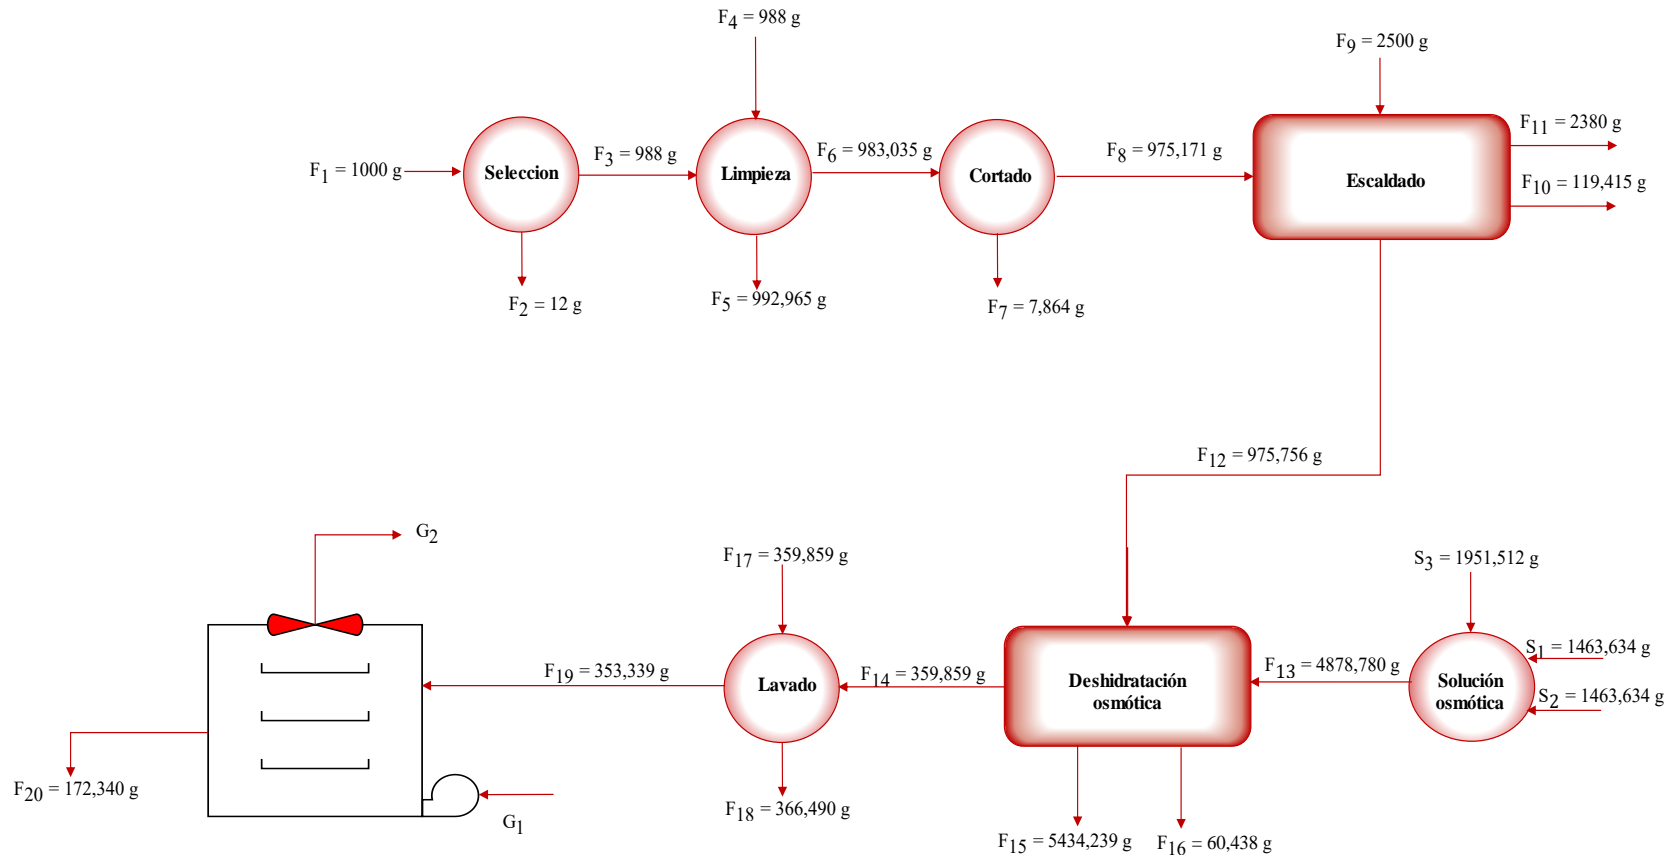 F4 = 988 g
F9 = 2500 g
F11 = 2380 g
F3 = 988 g
F6 = 983,035 g
F8 = 975,171 g
F1 = 1000 g
Seleccion
Limpieza
Cortado
Escaldado
F10 = 119,415 g
F2 = 12 g
F5 = 992,965 g
F7 = 7,864 g
F12 = 975,756 g
G2
F17 = 359,859 g
S3 = 1951,512 g
S1 = 1463,634 g
F19 = 353,339 g
Lavado
F14 = 359,859 g
Deshidratación
osmótica
F13 = 4878,780 g
Solución
osmótica
S2 = 1463,634 g
F20 = 172,340 g
G1
F18 = 366,490 g
F15 = 5434,239 g
F16 = 60,438 g